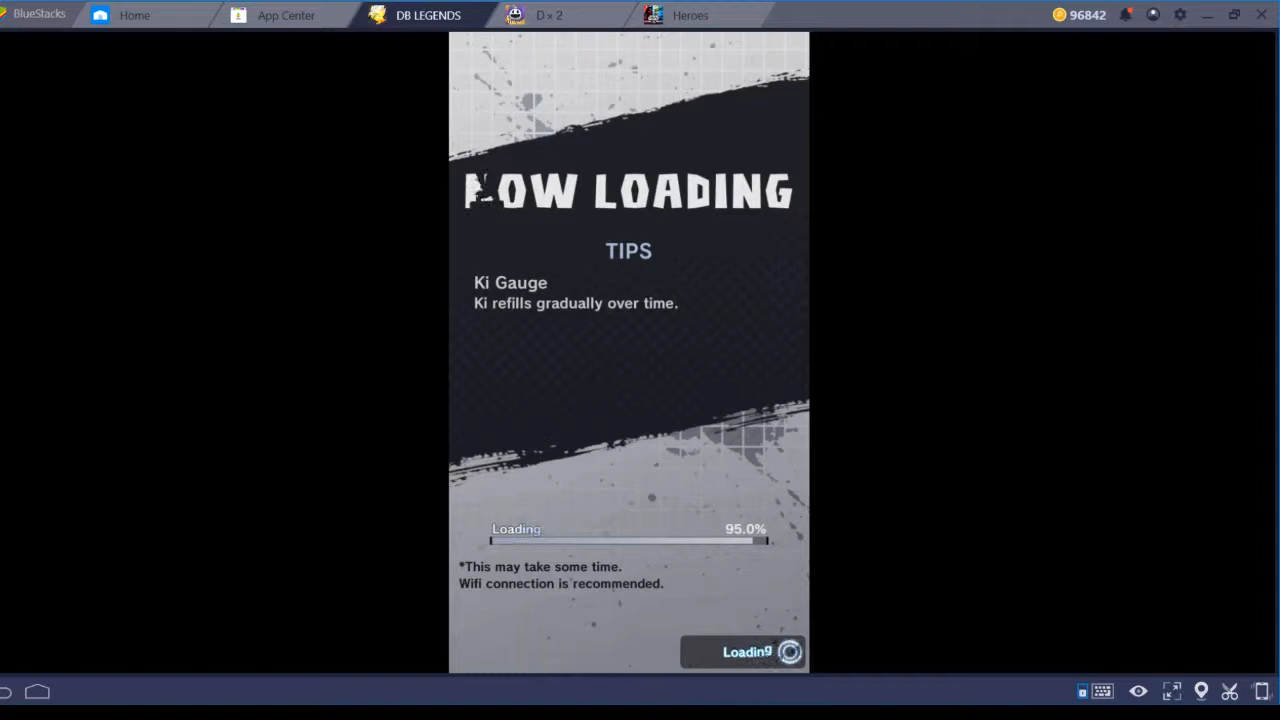 BlueStacks Home App Center DB LEGENDS D × 2 Heroes 96842
NOW LOADING
TIPS
Ki Gauge
Ki refills gradually over time.
Loading 95.0%
*This may take some time.
Wifi connection is recommended.
Loading